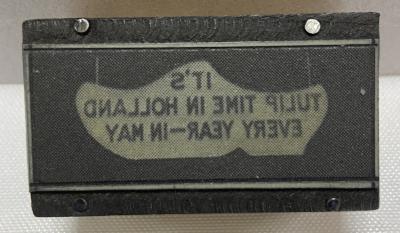 IT'S
TULIP TIME IN HOLLAND
EVERY YEAR—IN MAY